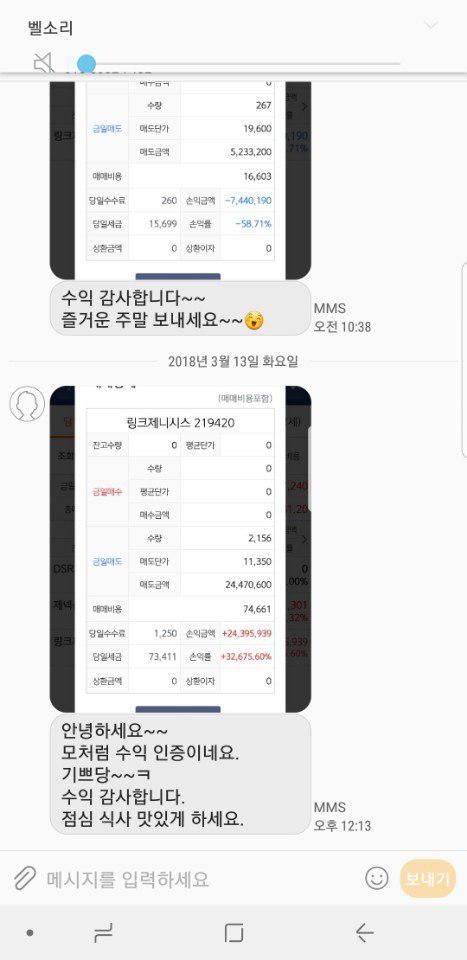 벨소리
수량 267
금일매도 매도단가 19,600
매도금액 5,233,200
매매비용 16,603
당일수수료 260 손익금액 -7,440,190
당일세금 15,699 손익률 -58.71%
상환금액 0 상환이자 0
수익 감사합니다~~
즐거운 주말 보내세요~~
MMS
오전 10:38
2018년 3월 13일 화요일
(매매비용포함)
링크제니시스 219420
잔고수량 0 평균단가 0
수량 0
금일매수 평균단가 0
매수금액 0
수량 2,156
금일매도 매도단가 11,350
매도금액 24,470,600
매매비용 74,661
당일수수료 1,250 손익금액 +24,395,939
당일세금 73,411 손익률 +32,675.60%
상환금액 0 상환이자 0
안녕하세요~~
모처럼 수익 인증이네요.
기쁘당~~ㅋ
수익 감사합니다.
점심 식사 맛있게 하세요.
MMS
오후 12:13
메시지를 입력하세요
보내기